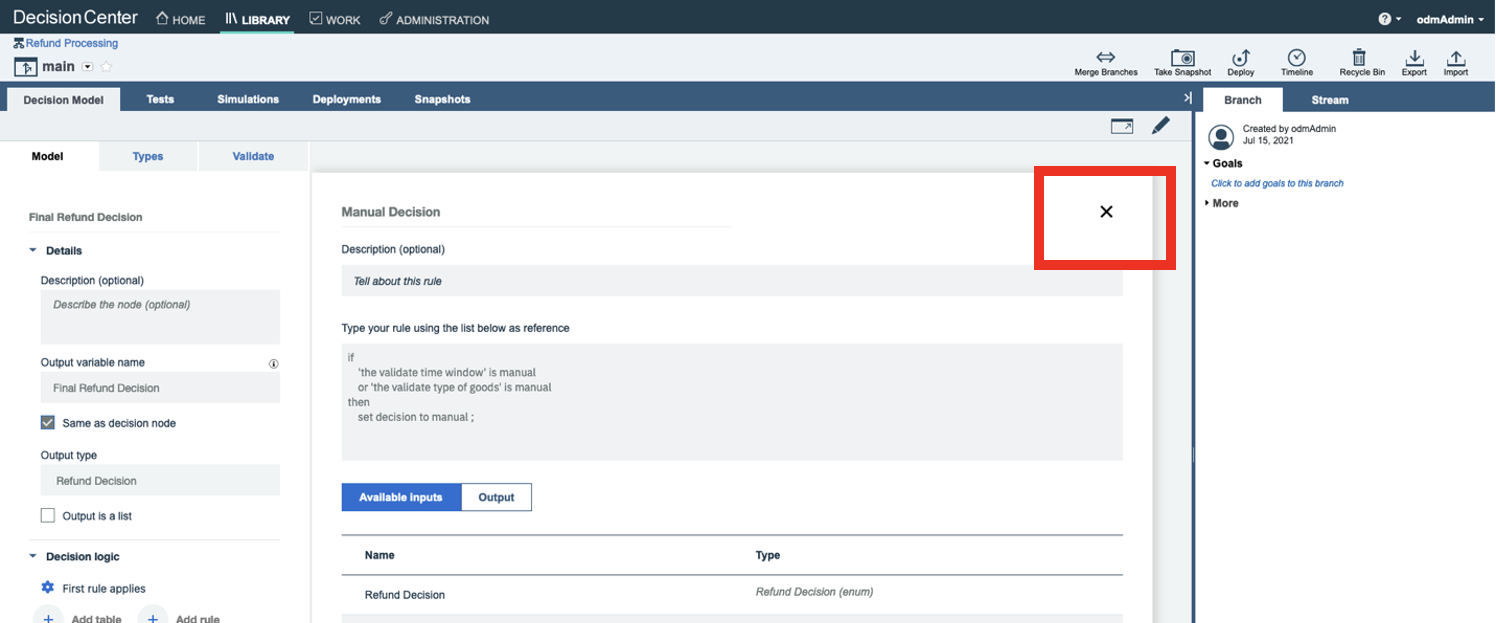 DecisionCenter HOME LIBRARY WORK ADMINISTRATION ? odmAdmin
Refund Processing
main
Merge Branches Take Snapshot Deploy Timeline Recycle Bin Export Import
Decision Model Tests Simulations Deployments Snapshots
Branch Stream
Created by odmAdmin
Jul 15, 2021
Goals
Click to add goals to this branch
More
Model Types Validate
Final Refund Decision
Details
Description (optional)
Describe the node (optional)
Output variable name
Final Refund Decision
Same as decision node
Output type
Refund Decision
Output is a list
Decision logic
First rule applies
+ Add table + Add rule
Manual Decision
Description (optional)
Tell about this rule
Type your rule using the list below as reference
if
'the validate time window' is manual
or 'the validate type of goods' is manual
then
set decision to manual ;
Available inputs Output
Name Type
Refund Decision Refund Decision (enum)